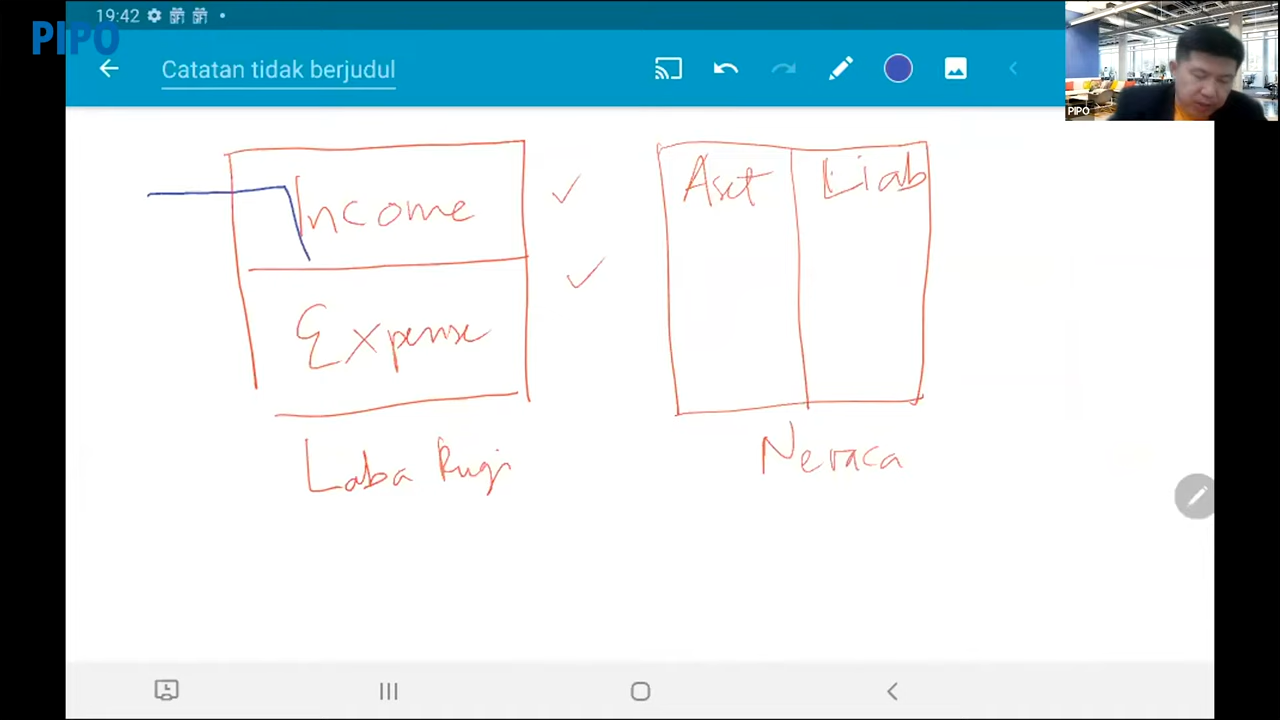 19:42
PIPO
Catatan tidak berjudul
PIPO
Income
Expense
Laba Rugi
Aset
Liab
Neraca